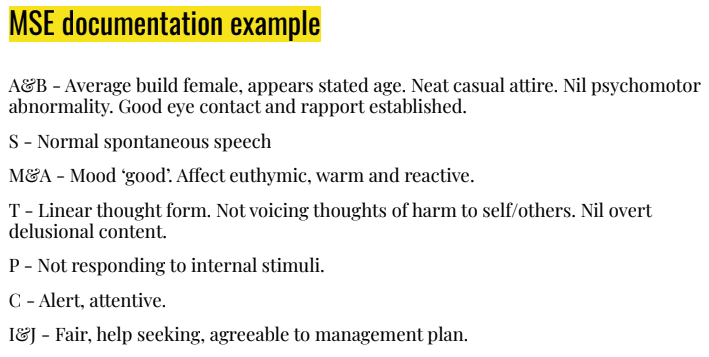 MSE documentation example
A&B - Average build female, appears stated age. Neat casual attire. Nil psychomotor
abnormality. Good eye contact and rapport established.
S - Normal spontaneous speech
M&A - Mood ‘good’. Affect euthymic, warm and reactive.
T - Linear thought form. Not voicing thoughts of harm to self/others. Nil overt
delusional content.
P - Not responding to internal stimuli.
C - Alert, attentive.
I&J - Fair, help seeking, agreeable to management plan.